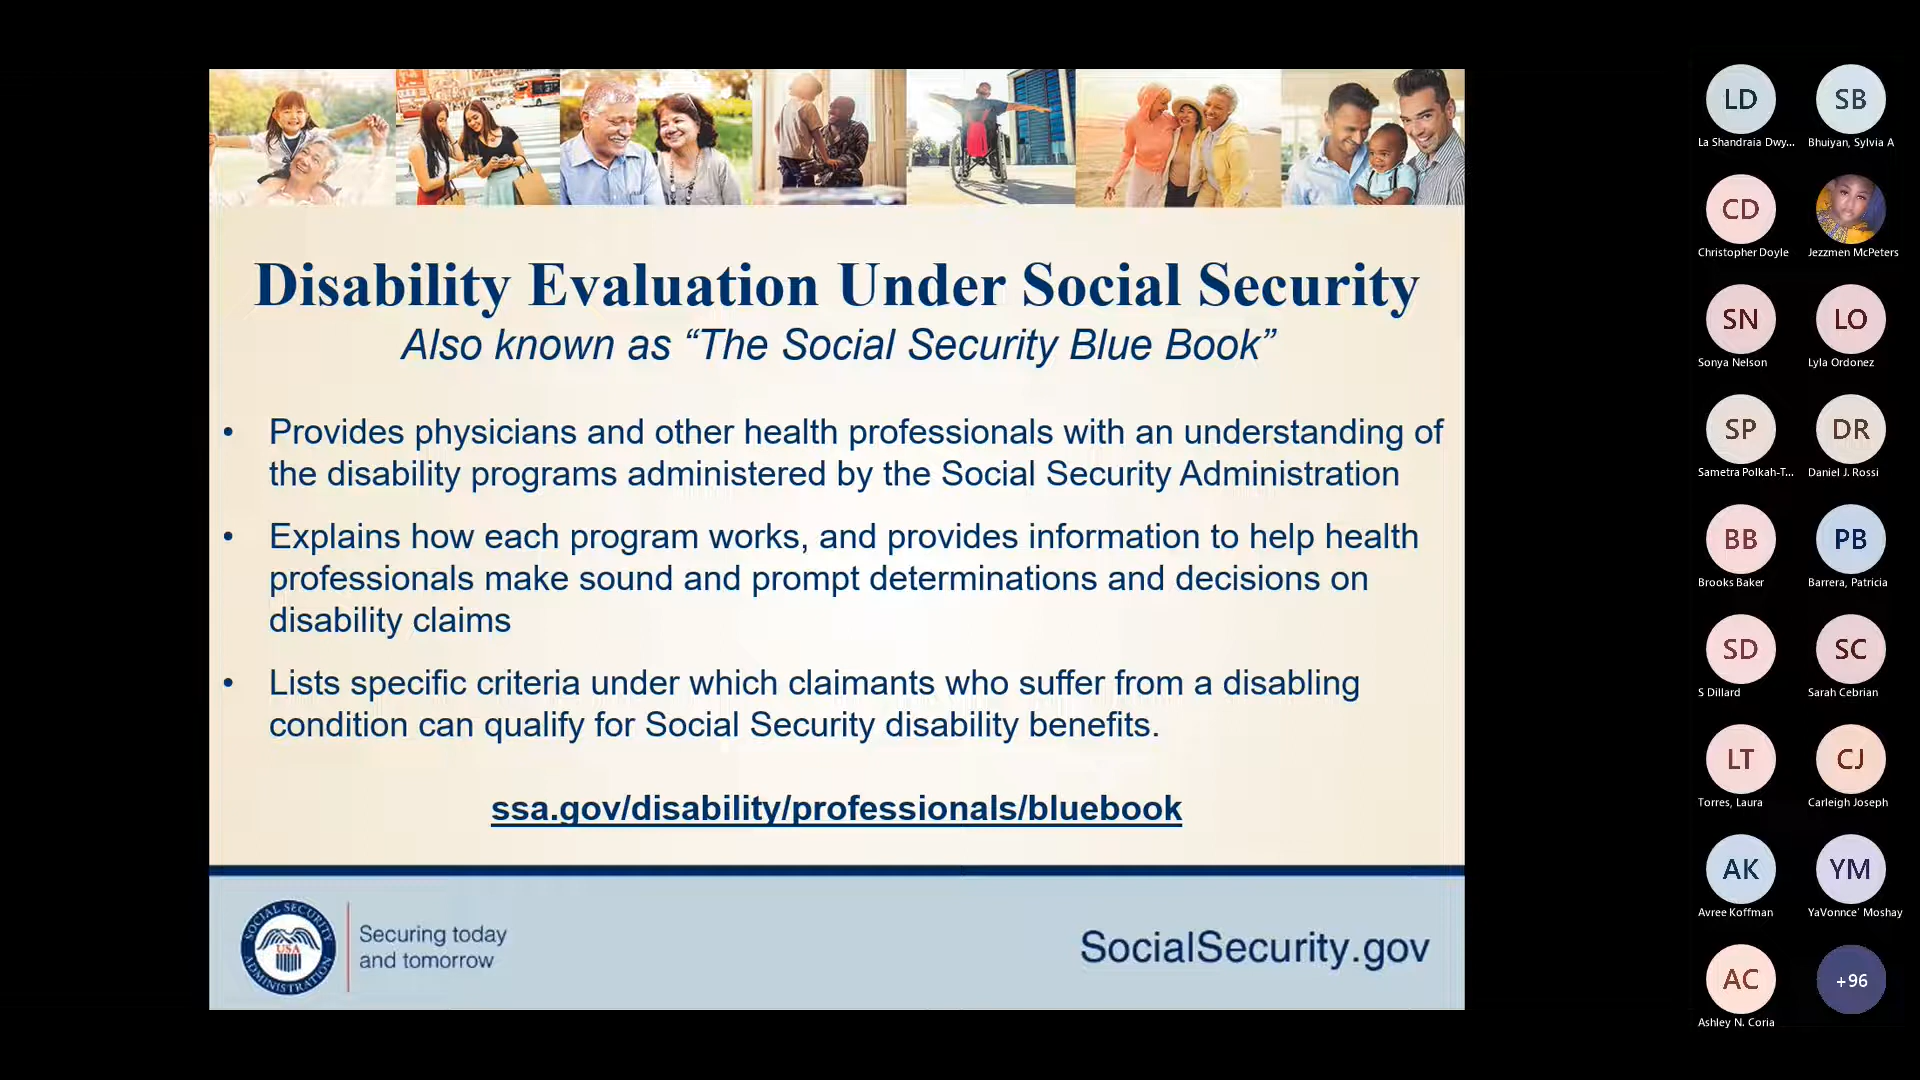 Disability Evaluation Under Social Security
Also known as “The Social Security Blue Book”
• Provides physicians and other health professionals with an understanding of
the disability programs administered by the Social Security Administration
• Explains how each program works, and provides information to help health
professionals make sound and prompt determinations and decisions on
disability claims
• Lists specific criteria under which claimants who suffer from a disabling
condition can qualify for Social Security disability benefits.
ssa.gov/disability/professionals/bluebook
SOCIAL SECURITY ADMINISTRATION
USA
Securing today
and tomorrow
SocialSecurity.gov
LD
La Shandraia Dwy...
SB
Bhuiyan, Sylvia A
CD
Christopher Doyle
Jezzmen McPeters
SN
Sonya Nelson
LO
Lyla Ordonez
SP
Sametra Polkah-T...
DR
Daniel J. Rossi
BB
Brooks Baker
PB
Barrera, Patricia
SD
S Dillard
SC
Sarah Cebrian
LT
Torres, Laura
CJ
Carleigh Joseph
AK
Avree Koffman
YM
YaVonnce' Moshay
AC
Ashley N. Coria
+96